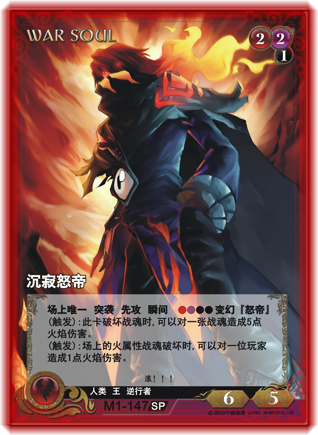 WAR SOUL
2 2
1
沉寂怒帝
场上唯一 突袭 先攻 瞬间 变幻『怒帝』
(触发):此卡破坏战魂时,可以对一张战魂造成5点
火焰伤害。
(触发):场上的火属性战魂破坏时,可以对一位玩家
造成1点火焰伤害。
滚!!!
人类 王 逆行者
M1-147 SP
6 5